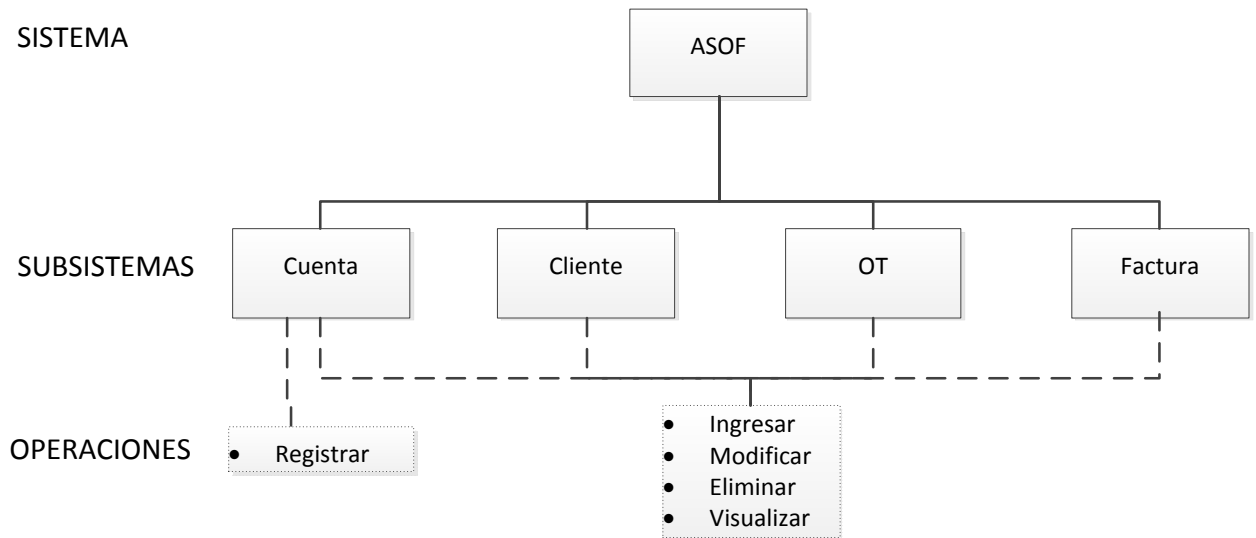 SISTEMA
ASOF
SUBSISTEMAS
Cuenta
Cliente
OT
Factura
OPERACIONES
• Registrar
• Ingresar
• Modificar
• Eliminar
• Visualizar